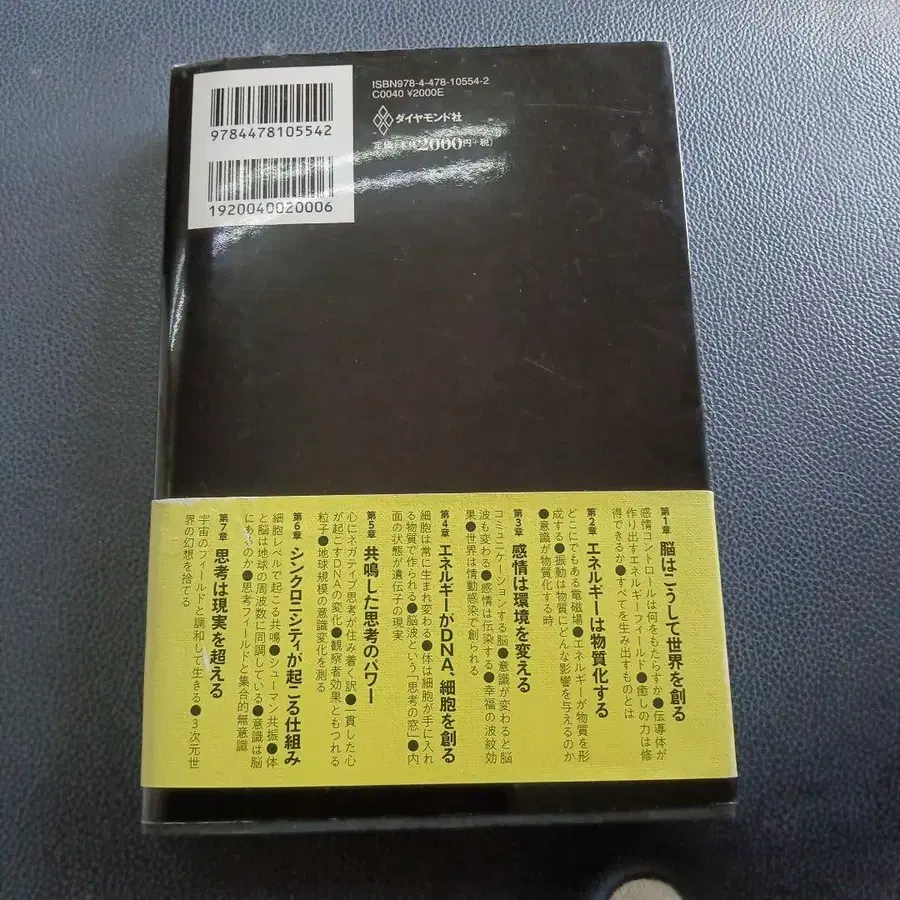 9784478105542
1920040020006
ISBN978-4-478-10554-2
C0040 ¥2000E
ダイヤモンド社
定価(本体2000円+税)
第1章 脳はこうして世界を創る
感情コントロールは何をもたらすか●伝導体が
作り出すエネルギーフィールド●癒しの力は修
得できるか●すべてを生み出すものとは
第2章 エネルギーは物質化する
どこにでもある電磁場●エネルギーが物質を形
成する●振動は物質にどんな影響を与えるのか
●意識が物質化する時
第3章 感情は環境を変える
コミュニケーションする脳●意識が変わると脳
波も変わる●感情は伝染する●幸福の波紋効
果●世界は情動感染で創られる
第4章 エネルギーがDNA、細胞を創る
細胞は常に生まれ変わる●体は細胞が手に入れ
る物質で作られる●脳波という「思考の窓」●内
面の状態が遺伝子の現実
第5章 共鳴した思考のパワー
心にネガティブ思考が住み着く訳●一貫した心
が起こすDNAの変化●観察者効果ともつれる
粒子●地球規模の意識変化を測る
第6章 シンクロニシティが起こる仕組み
細胞レベルで起こる共鳴●シューマン共振●体
と脳は地球の周波数に同調している●意識は脳
にあるのか●思考フィールドと集合的無意識
第7章 思考は現実を超える
宇宙のフィールドと調和して生きる●3次元世
界の幻想を捨てる